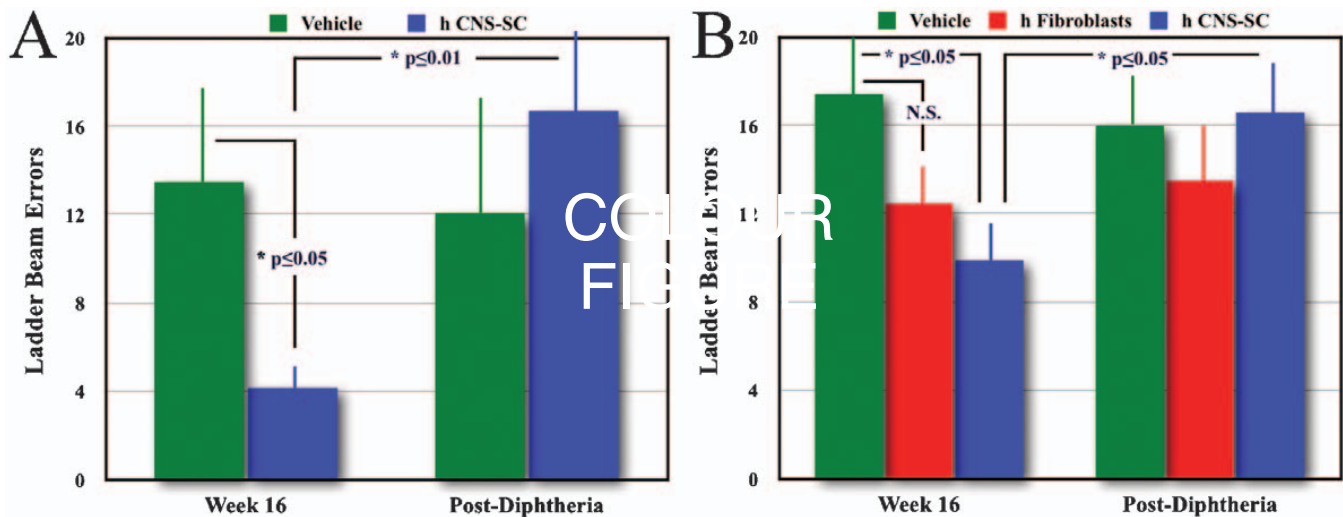 A
Vehicle h CNS-SC
20
16
12
8
4
0
Ladder Beam Errors
* p≤0.01
* p≤0.05
Week 16 Post-Diphtheria
B
Vehicle h Fibroblasts h CNS-SC
20
16
12
8
4
0
Ladder Beam Errors
* p≤0.05
* p≤0.05
N.S.
Week 16 Post-Diphtheria
COLOUR
FIGURE